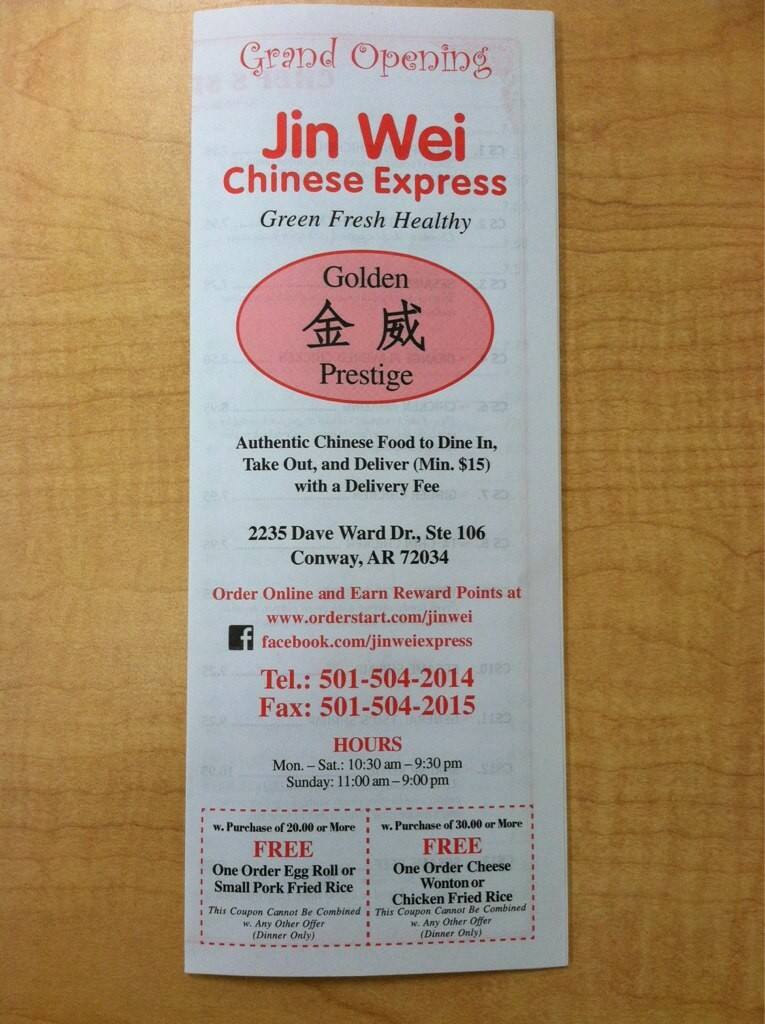 Grand Opening
Jin Wei
Chinese Express
Green Fresh Healthy
Golden
金 威
Prestige
Authentic Chinese Food to Dine In,
Take Out, and Deliver (Min. $15)
with a Delivery Fee
2235 Dave Ward Dr., Ste 106
Conway, AR 72034
Order Online and Earn Reward Points at
www.orderstart.com/jinwei
f facebook.com/jinweiexpress
Tel.: 501-504-2014
Fax: 501-504-2015
HOURS
Mon. – Sat.: 10:30 am – 9:30 pm
Sunday: 11:00 am – 9:00 pm
w. Purchase of 20.00 or More
FREE
One Order Egg Roll or
Small Pork Fried Rice
This Coupon Cannot Be Combined
w. Any Other Offer
(Dinner Only)
w. Purchase of 30.00 or More
FREE
One Order Cheese
Wonton or
Chicken Fried Rice
This Coupon Cannot Be Combined
w. Any Other Offer
(Dinner Only)